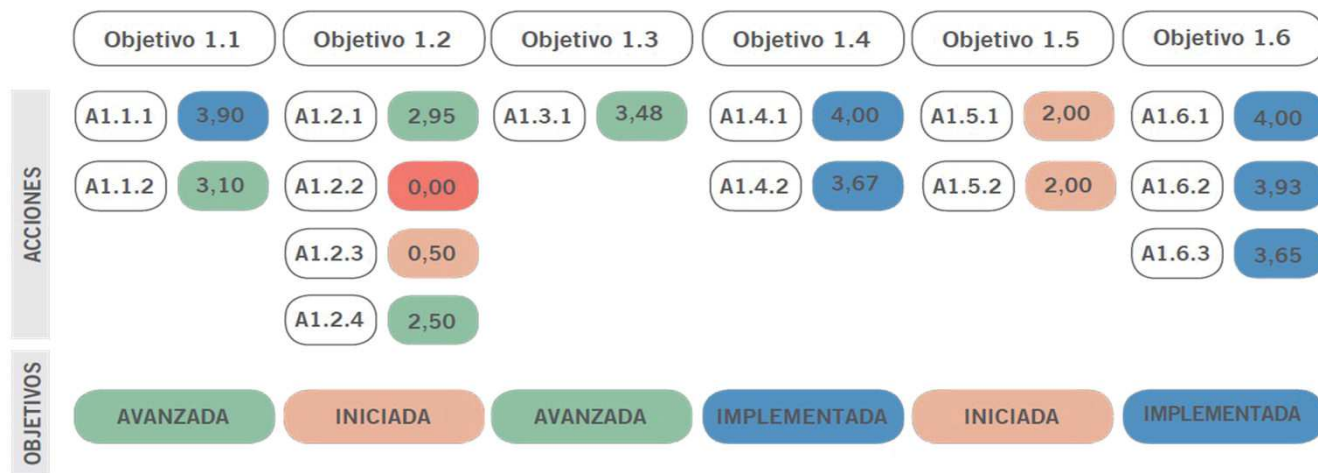 Objetivo 1.1 Objetivo 1.2 Objetivo 1.3 Objetivo 1.4 Objetivo 1.5 Objetivo 1.6
ACCIONES
A1.1.1 3,90 A1.2.1 2,95 A1.3.1 3,48 A1.4.1 4,00 A1.5.1 2,00 A1.6.1 4,00
A1.1.2 3,10 A1.2.2 0,00 A1.4.2 3,67 A1.5.2 2,00 A1.6.2 3,93
A1.2.3 0,50 A1.6.3 3,65
A1.2.4 2,50
OBJETIVOS
AVANZADA INICIADA AVANZADA IMPLEMENTADA INICIADA IMPLEMENTADA